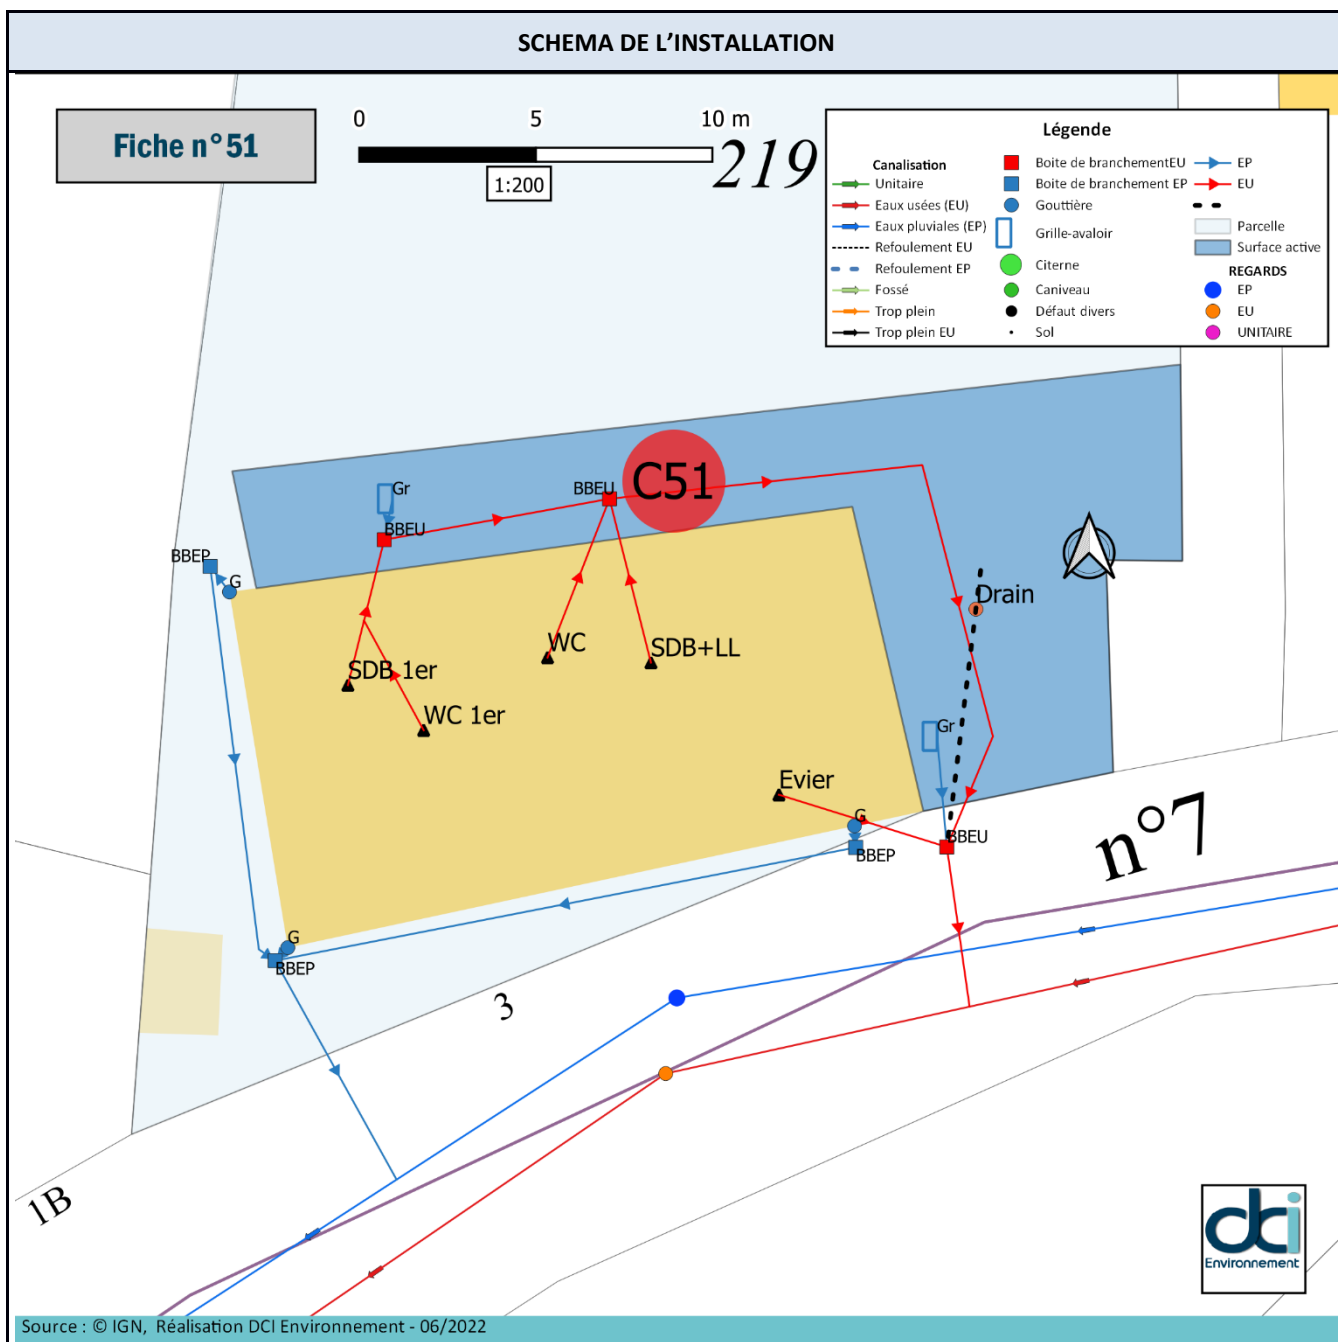 SCHEMA DE L'INSTALLATION
Fiche n°51
0 5 10 m
1:200
219
Légende
Canalisation
Unitaire
Eaux usées (EU)
Eaux pluviales (EP)
Refoulement EU
Refoulement EP
Fossé
Trop plein
Trop plein EU
Boite de branchementEU
Boite de branchement EP
Gouttière
Grille-avaloir
Citerne
Caniveau
Défaut divers
Sol
EP
EU
Parcelle
Surface active
REGARDS
EP
EU
UNITAIRE
Gr
BBEU
BBEU
C51
BBEP
G
Drain
WC
SDB+LL
SDB 1er
WC 1er
Gr
Evier
G
BBEP
BBEU
n°7
G
BBEP
3
1B
dci
Environnement
Source : © IGN, Réalisation DCI Environnement - 06/2022